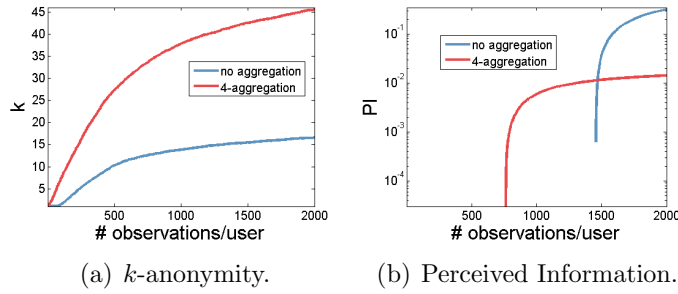 45
40
35
30
25
20
15
10
5
k
no aggregation
4-aggregation
500 1000 1500 2000
# observations/user
(a) k-anonymity.
10^-1
10^-2
10^-3
10^-4
PI
no aggregation
4-aggregation
500 1000 1500 2000
# observations/user
(b) Perceived Information.